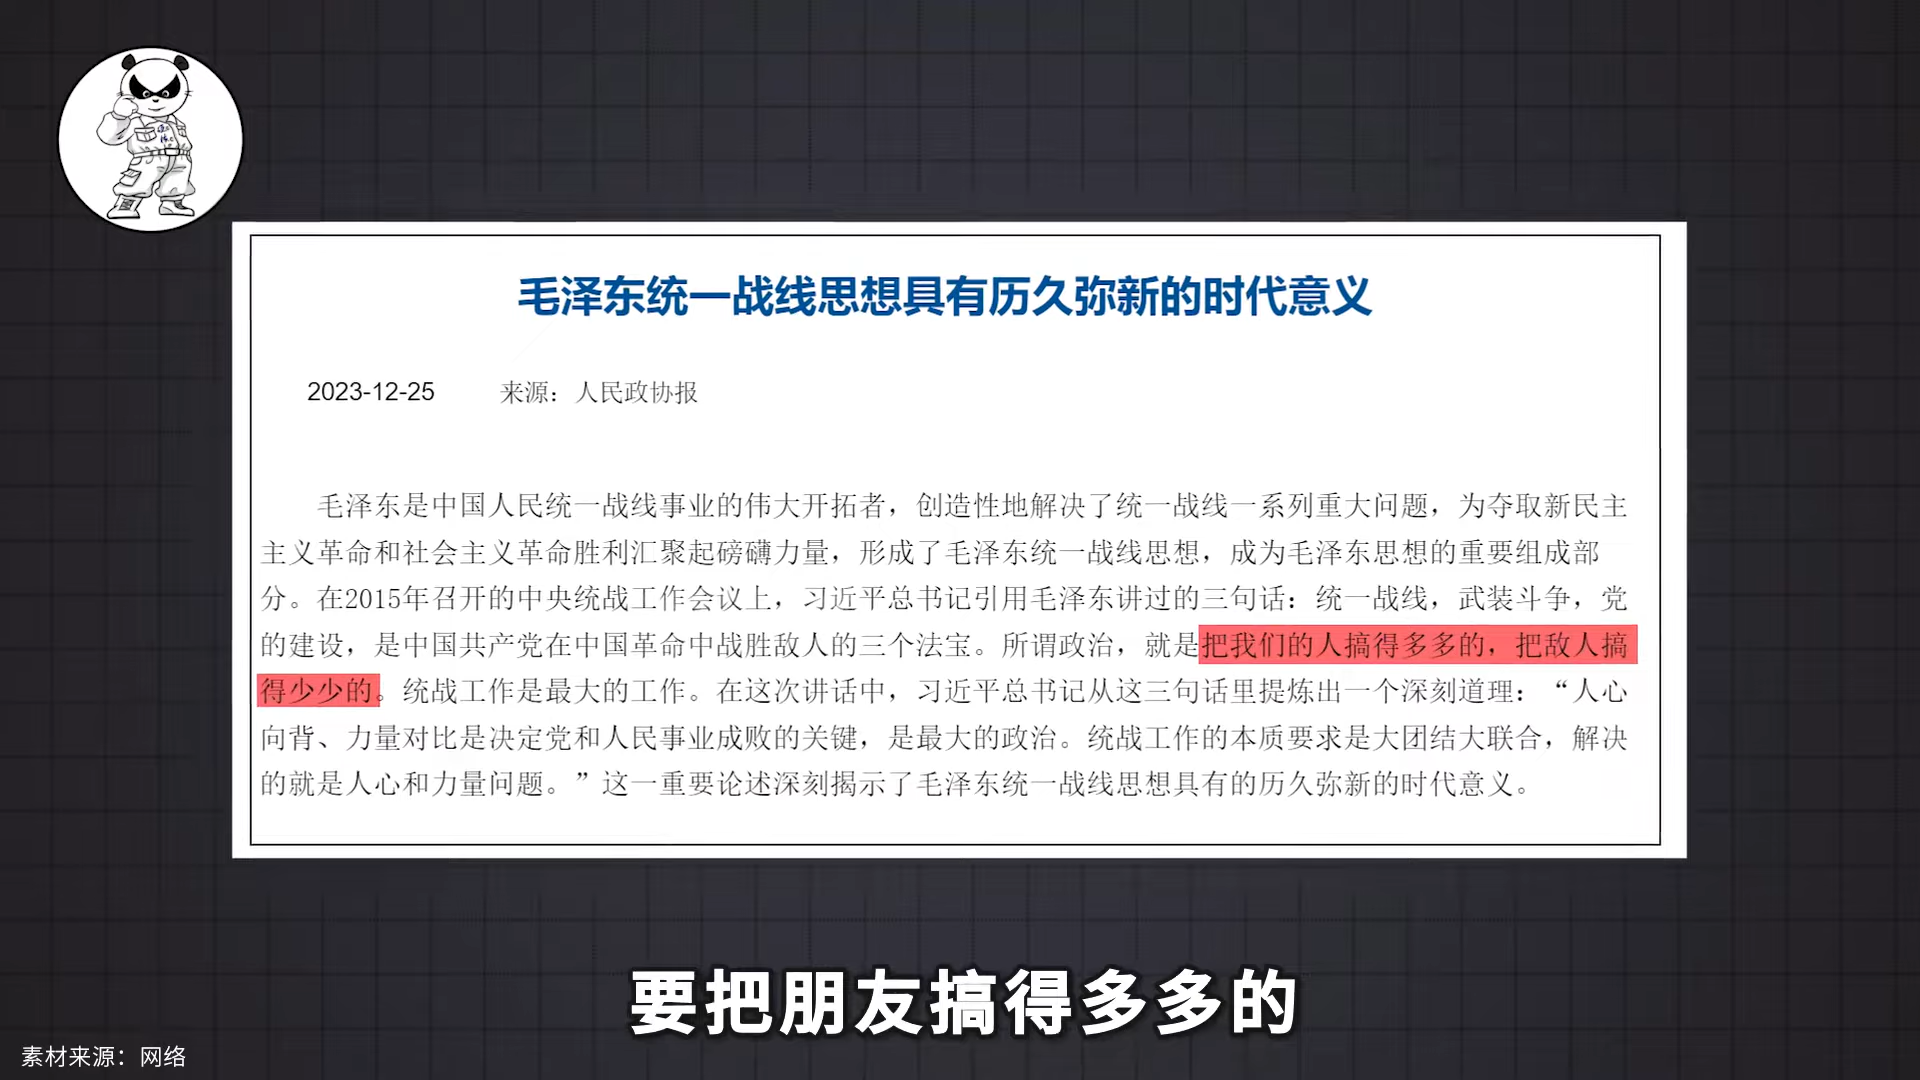 毛泽东统一战线思想具有历久弥新的时代意义
2023-12-25 来源：人民政协报
毛泽东是中国人民统一战线事业的伟大开拓者，创造性地解决了统一战线一系列重大问题，为夺取新民主
主义革命和社会主义革命胜利汇聚起磅礴力量，形成了毛泽东统一战线思想，成为毛泽东思想的重要组成部
分。在2015年召开的中央统战工作会议上，习近平总书记引用毛泽东讲过的三句话：统一战线，武装斗争，党
的建设，是中国共产党在中国革命中战胜敌人的三个法宝。所谓政治，就是把我们的人搞得多多的，把敌人搞
得少少的。统战工作是最大的工作。在这次讲话中，习近平总书记从这三句话里提炼出一个深刻道理：“人心
向背、力量对比是决定党和人民事业成败的关键，是最大的政治。统战工作的本质要求是大团结大联合，解决
的就是人心和力量问题。”这一重要论述深刻揭示了毛泽东统一战线思想具有的历久弥新的时代意义。
要把朋友搞得多多的
素材来源：网络